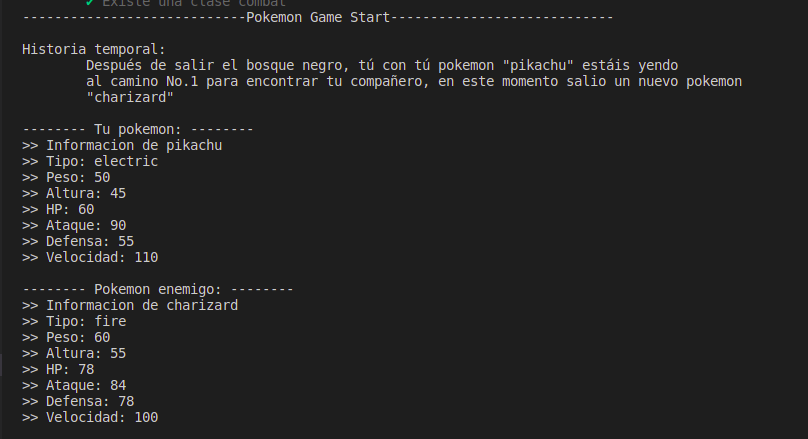 ✔ Existe una clase combat
----------------------------Pokemon Game Start----------------------------
Historia temporal:
Después de salir el bosque negro, tú con tú pokemon "pikachu" estáis yendo
al camino No.1 para encontrar tu compañero, en este momento salio un nuevo pokemon
"charizard"
-------- Tu pokemon: --------
>> Informacion de pikachu
>> Tipo: electric
>> Peso: 50
>> Altura: 45
>> HP: 60
>> Ataque: 90
>> Defensa: 55
>> Velocidad: 110
-------- Pokemon enemigo: --------
>> Informacion de charizard
>> Tipo: fire
>> Peso: 60
>> Altura: 55
>> HP: 78
>> Ataque: 84
>> Defensa: 78
>> Velocidad: 100